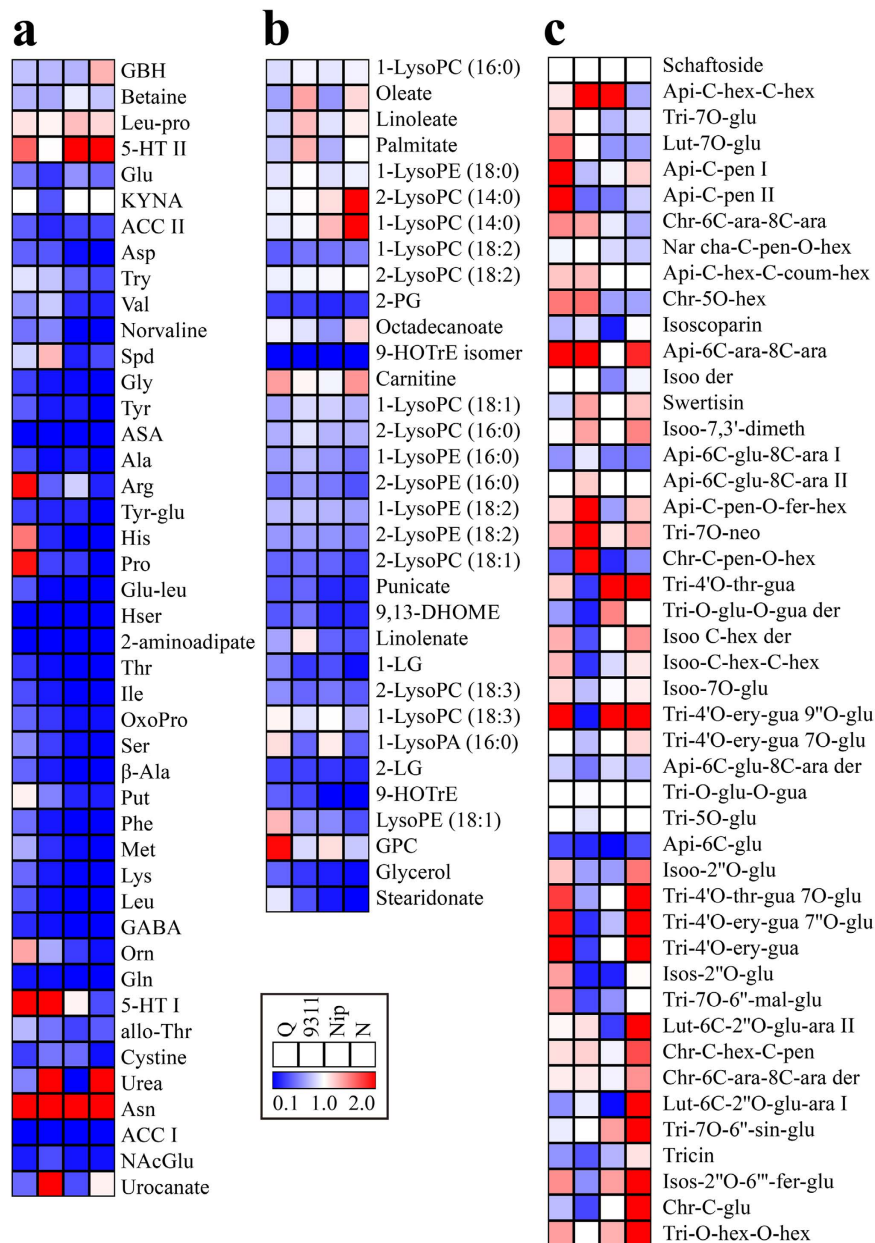 a
GBH
Betaine
Leu-pro
5-HT II
Glu
KYNA
ACC II
Asp
Try
Val
Norvaline
Spd
Gly
Tyr
ASA
Ala
Arg
Tyr-glu
His
Pro
Glu-leu
Hser
2-aminoadipate
Thr
Ile
OxoPro
Ser
β-Ala
Put
Phe
Met
Lys
Leu
GABA
Orn
Gln
5-HT I
allo-Thr
Cystine
Urea
Asn
ACC I
NAcGlu
Urocanate
b
1-LysoPC (16:0)
Oleate
Linoleate
Palmitate
1-LysoPE (18:0)
2-LysoPC (14:0)
1-LysoPC (14:0)
1-LysoPC (18:2)
2-LysoPC (18:2)
2-PG
Octadecanoate
9-HOTrE isomer
Carnitine
1-LysoPC (18:1)
2-LysoPC (16:0)
1-LysoPE (16:0)
2-LysoPE (16:0)
1-LysoPE (18:2)
2-LysoPE (18:2)
2-LysoPC (18:1)
Punicate
9,13-DHOME
Linolenate
1-LG
2-LysoPC (18:3)
1-LysoPC (18:3)
1-LysoPA (16:0)
2-LG
9-HOTrE
LysoPE (18:1)
GPC
Glycerol
Stearidonate
Q
9311
Nip
N
0.1 1.0 2.0
c
Schaftoside
Api-C-hex-C-hex
Tri-7O-glu
Lut-7O-glu
Api-C-pen I
Api-C-pen II
Chr-6C-ara-8C-ara
Nar cha-C-pen-O-hex
Api-C-hex-C-coum-hex
Chr-5O-hex
Isoscoparin
Api-6C-ara-8C-ara
Isoo der
Swertisin
Isoo-7,3'-dimeth
Api-6C-glu-8C-ara I
Api-6C-glu-8C-ara II
Api-C-pen-O-fer-hex
Tri-7O-neo
Chr-C-pen-O-hex
Tri-4'O-thr-gua
Tri-O-glu-O-gua der
Isoo C-hex der
Isoo-C-hex-C-hex
Isoo-7O-glu
Tri-4'O-ery-gua 9"O-glu
Tri-4'O-ery-gua 7O-glu
Api-6C-glu-8C-ara der
Tri-O-glu-O-gua
Tri-5O-glu
Api-6C-glu
Isoo-2"O-glu
Tri-4'O-thr-gua 7O-glu
Tri-4'O-ery-gua 7"O-glu
Tri-4'O-ery-gua
Isos-2"O-glu
Tri-7O-6"-mal-glu
Lut-6C-2"O-glu-ara II
Chr-C-hex-C-pen
Chr-6C-ara-8C-ara der
Lut-6C-2"O-glu-ara I
Tri-7O-6"-sin-glu
Tricin
Isos-2"O-6"'-fer-glu
Chr-C-glu
Tri-O-hex-O-hex